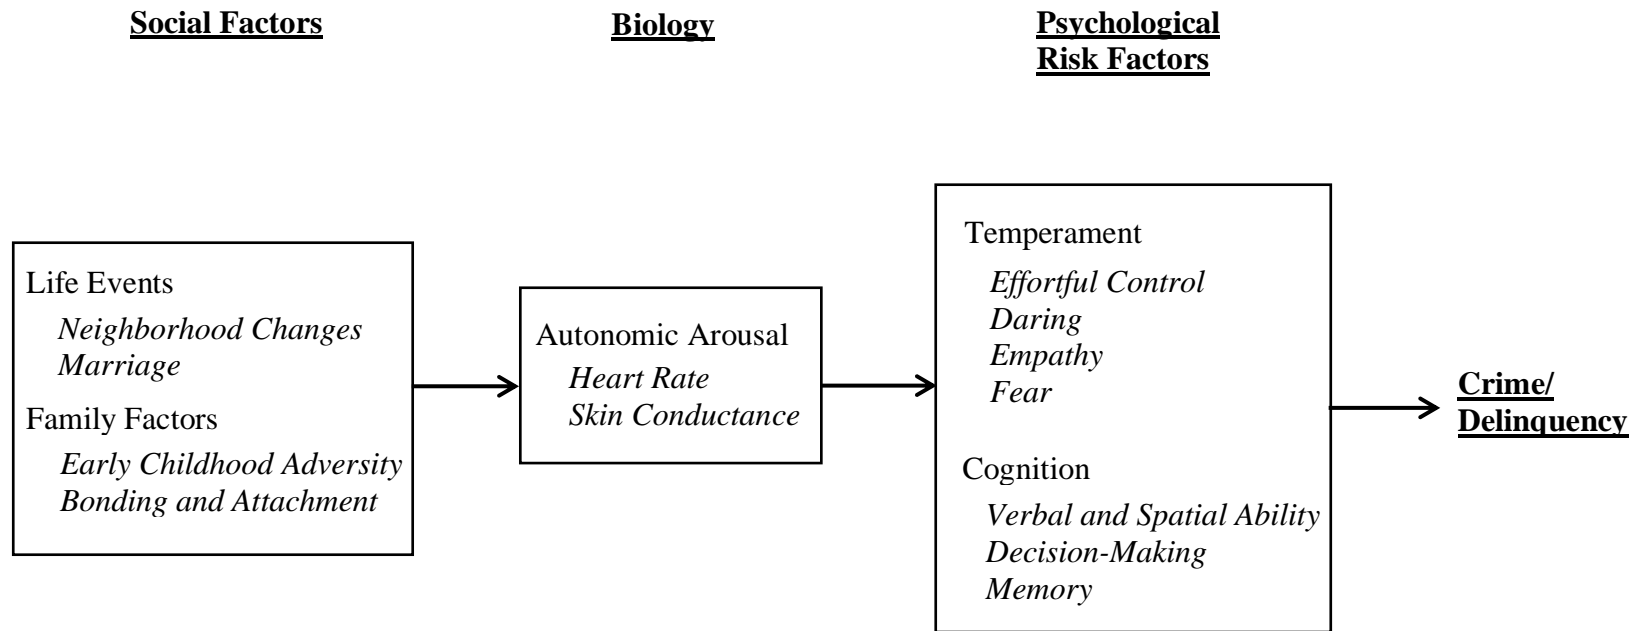 Social Factors
Biology
Psychological
Risk Factors
Life Events
Neighborhood Changes
Marriage
Family Factors
Early Childhood Adversity
Bonding and Attachment
Autonomic Arousal
Heart Rate
Skin Conductance
Temperament
Effortful Control
Daring
Empathy
Fear
Cognition
Verbal and Spatial Ability
Decision-Making
Memory
Crime/
Delinquency